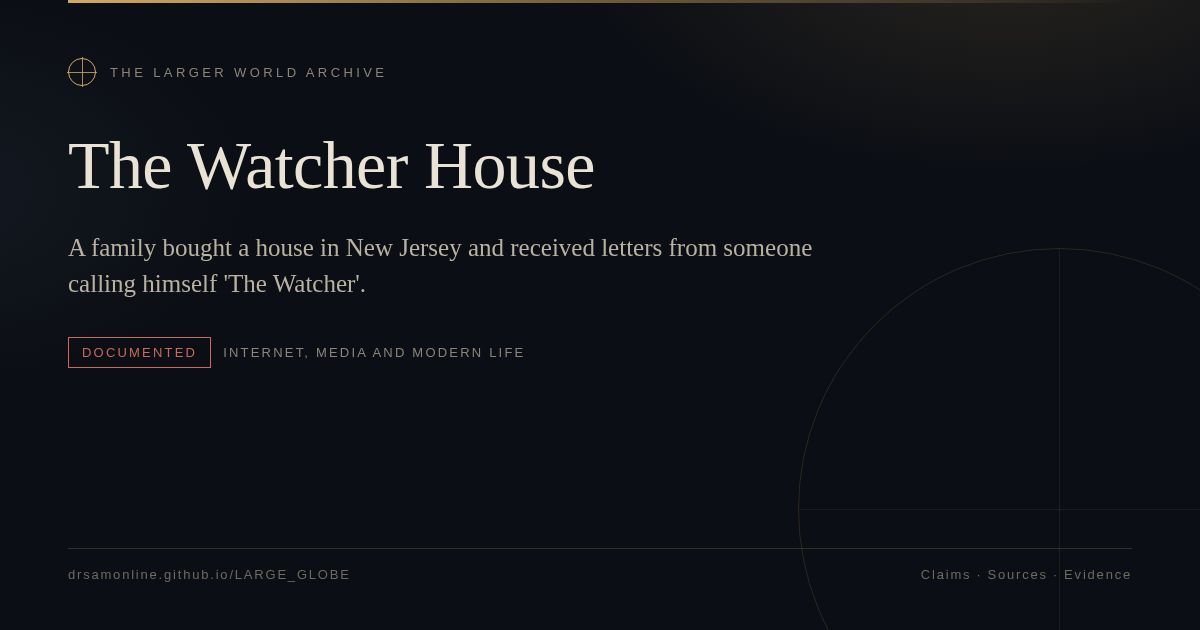 THE LARGER WORLD ARCHIVE
The Watcher House
A family bought a house in New Jersey and received letters from someone
calling himself 'The Watcher'.
DOCUMENTED INTERNET, MEDIA AND MODERN LIFE
drsamonline.github.io/LARGE_GLOBE Claims · Sources · Evidence